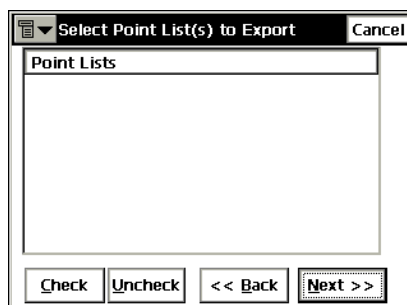 Select Point List(s) to Export Cancel
Point Lists
Check Uncheck << Back Next >>